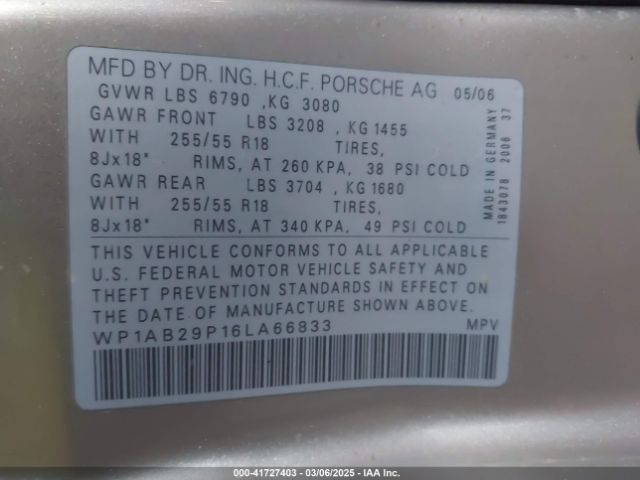 MFD BY DR. ING. H.C.F. PORSCHE AG 05/06
GVWR LBS 6790 ,KG 3080
GAWR FRONT LBS 3208 , KG 1455
WITH 255/55 R18 TIRES,
8Jx18" RIMS, AT 260 KPA, 38 PSI COLD
GAWR REAR LBS 3704 , KG 1680
WITH 255/55 R18 TIRES,
8Jx18" RIMS, AT 340 KPA, 49 PSI COLD
THIS VEHICLE CONFORMS TO ALL APPLICABLE
U.S. FEDERAL MOTOR VEHICLE SAFETY AND
THEFT PREVENTION STANDARDS IN EFFECT ON
THE DATE OF MANUFACTURE SHOWN ABOVE.
WP1AB29P16LA66833 MPV
MADE IN GERMANY
1843078 2006 37
000-41727403 - 03/06/2025 - IAA Inc.